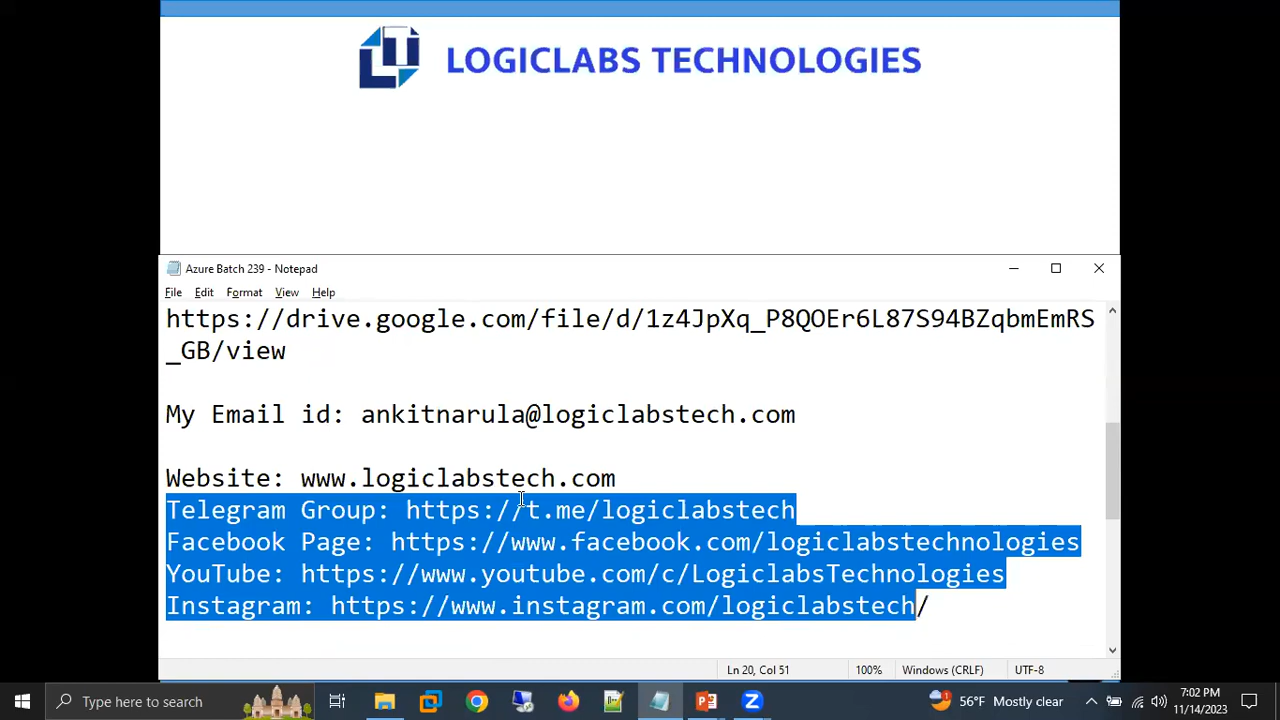 LOGICLABS TECHNOLOGIES
Azure Batch 239 - Notepad
File Edit Format View Help
https://drive.google.com/file/d/1z4JpXq_P8QOEr6L87S94BZqbmEmRS
_GB/view
My Email id: ankitnarula@logiclabstech.com
Website: www.logiclabstech.com
Telegram Group: https://t.me/logiclabstech
Facebook Page: https://www.facebook.com/logiclabstechnologies
YouTube: https://www.youtube.com/c/LogiclabsTechnologies
Instagram: https://www.instagram.com/logiclabstech/
Ln 20, Col 51 100% Windows (CRLF) UTF-8
Type here to search 56°F Mostly clear 7:02 PM
11/14/2023